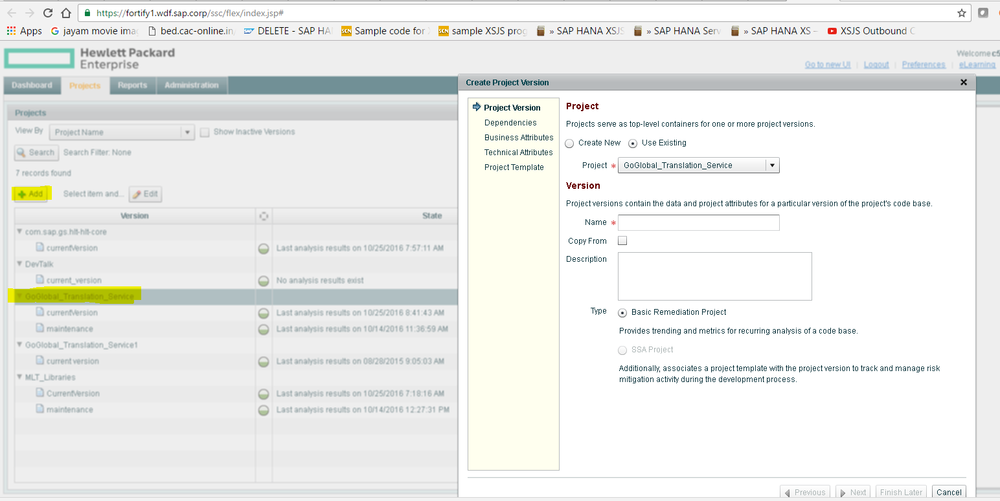 https://fortify1.wdf.sap.corp/ssc/flex/index.jsp#
Apps jayam movie ima bed.cac-online.in DELETE - SAP HA SCN Sample code for SCN sample XSJS prog » SAP HANA XSJS » SAP HANA Serv » SAP HANA XS – XSJS Outbound C
Hewlett Packard
Enterprise
Welcome c5
Go to new UI | Logout | Preferences | eLearning
Dashboard Projects Reports Administration
Projects
View By Project Name Show Inactive Versions
Search Search Filter: None
7 records found
Add Select item and... Edit
Version State
com.sap.gs.hlt-hlt-core
currentVersion Last analysis results on 10/25/2016 7:57:11 AM
DevTalk
current_version No analysis results exist
GoGlobal_Translation_Service
currentVersion Last analysis results on 10/25/2016 8:41:43 AM
maintenance Last analysis results on 10/14/2016 11:36:59 AM
GoGlobal_Translation_Service1
current version Last analysis results on 08/28/2015 9:05:03 AM
MLT_Libraries
CurrentVersion Last analysis results on 10/25/2016 7:18:16 AM
maintenance Last analysis results on 10/14/2016 12:27:31 PM
Create Project Version
Project Version
Dependencies
Business Attributes
Technical Attributes
Project Template
Project
Projects serve as top-level containers for one or more project versions.
Create New Use Existing
Project * GoGlobal_Translation_Service
Version
Project versions contain the data and project attributes for a particular version of the project's code base.
Name *
Copy From
Description
Type Basic Remediation Project
Provides trending and metrics for recurring analysis of a code base.
SSA Project
Additionally, associates a project template with the project version to track and manage risk
mitigation activity during the development process.
Previous Next Finish Later Cancel